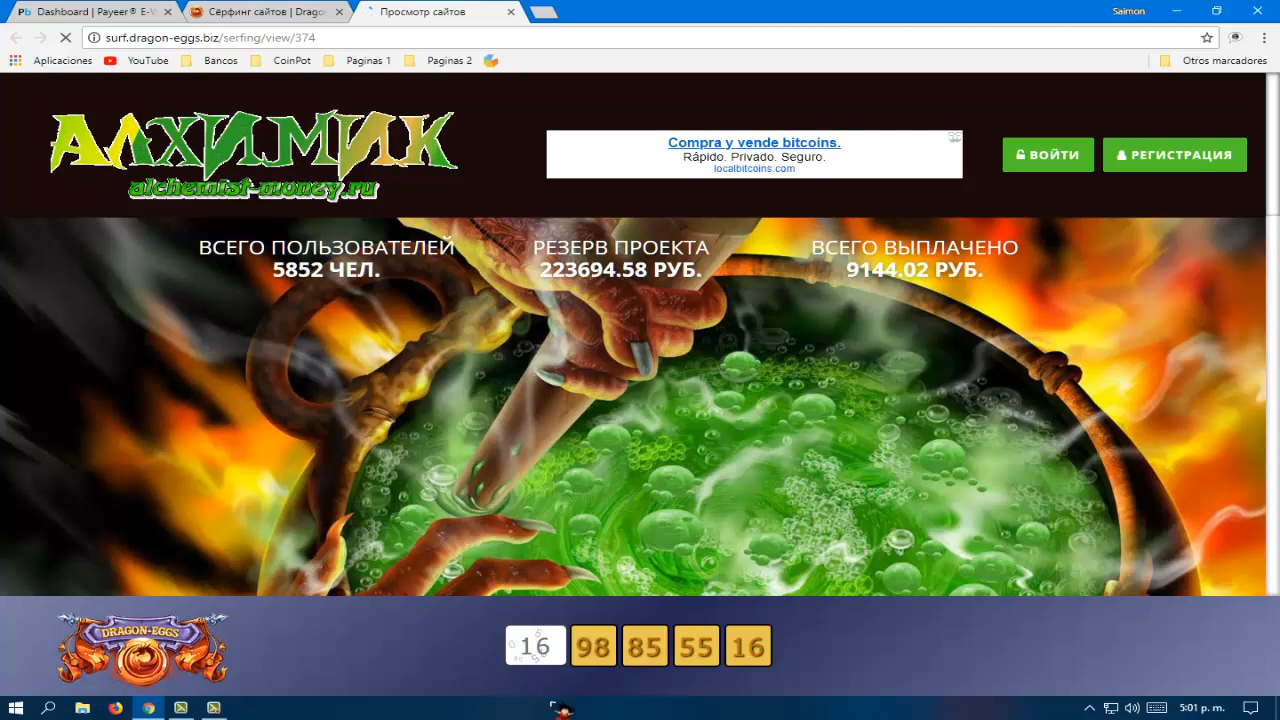 Dashboard | Payeer® E-W
Сёрфинг сайтов | Drago
Просмотр сайтов
Saimon
surf.dragon-eggs.biz/serfing/view/374
Aplicaciones
YouTube
Bancos
CoinPot
Paginas 1
Paginas 2
Otros marcadores
АЛХИМИК
alchemist-money.ru
Compra y vende bitcoins.
Rápido. Privado. Seguro.
localbitcoins.com
ВОЙТИ
РЕГИСТРАЦИЯ
ВСЕГО ПОЛЬЗОВАТЕЛЕЙ
5852 ЧЕЛ.
РЕЗЕРВ ПРОЕКТА
223694.58 РУБ.
ВСЕГО ВЫПЛАЧЕНО
9144.02 РУБ.
DRAGON-EGGS
16
98
85
55
16
5:01 p. m.